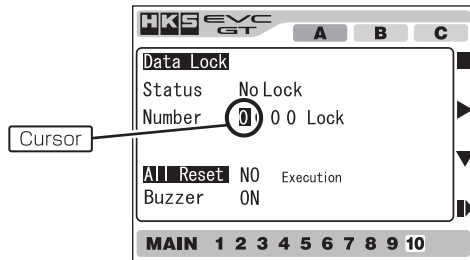 HKS EVC GT A B C
Data Lock
Status No Lock
Number 0 0 0 0 Lock
Cursor
All Reset NO Execution
Buzzer ON
MAIN 1 2 3 4 5 6 7 8 9 10